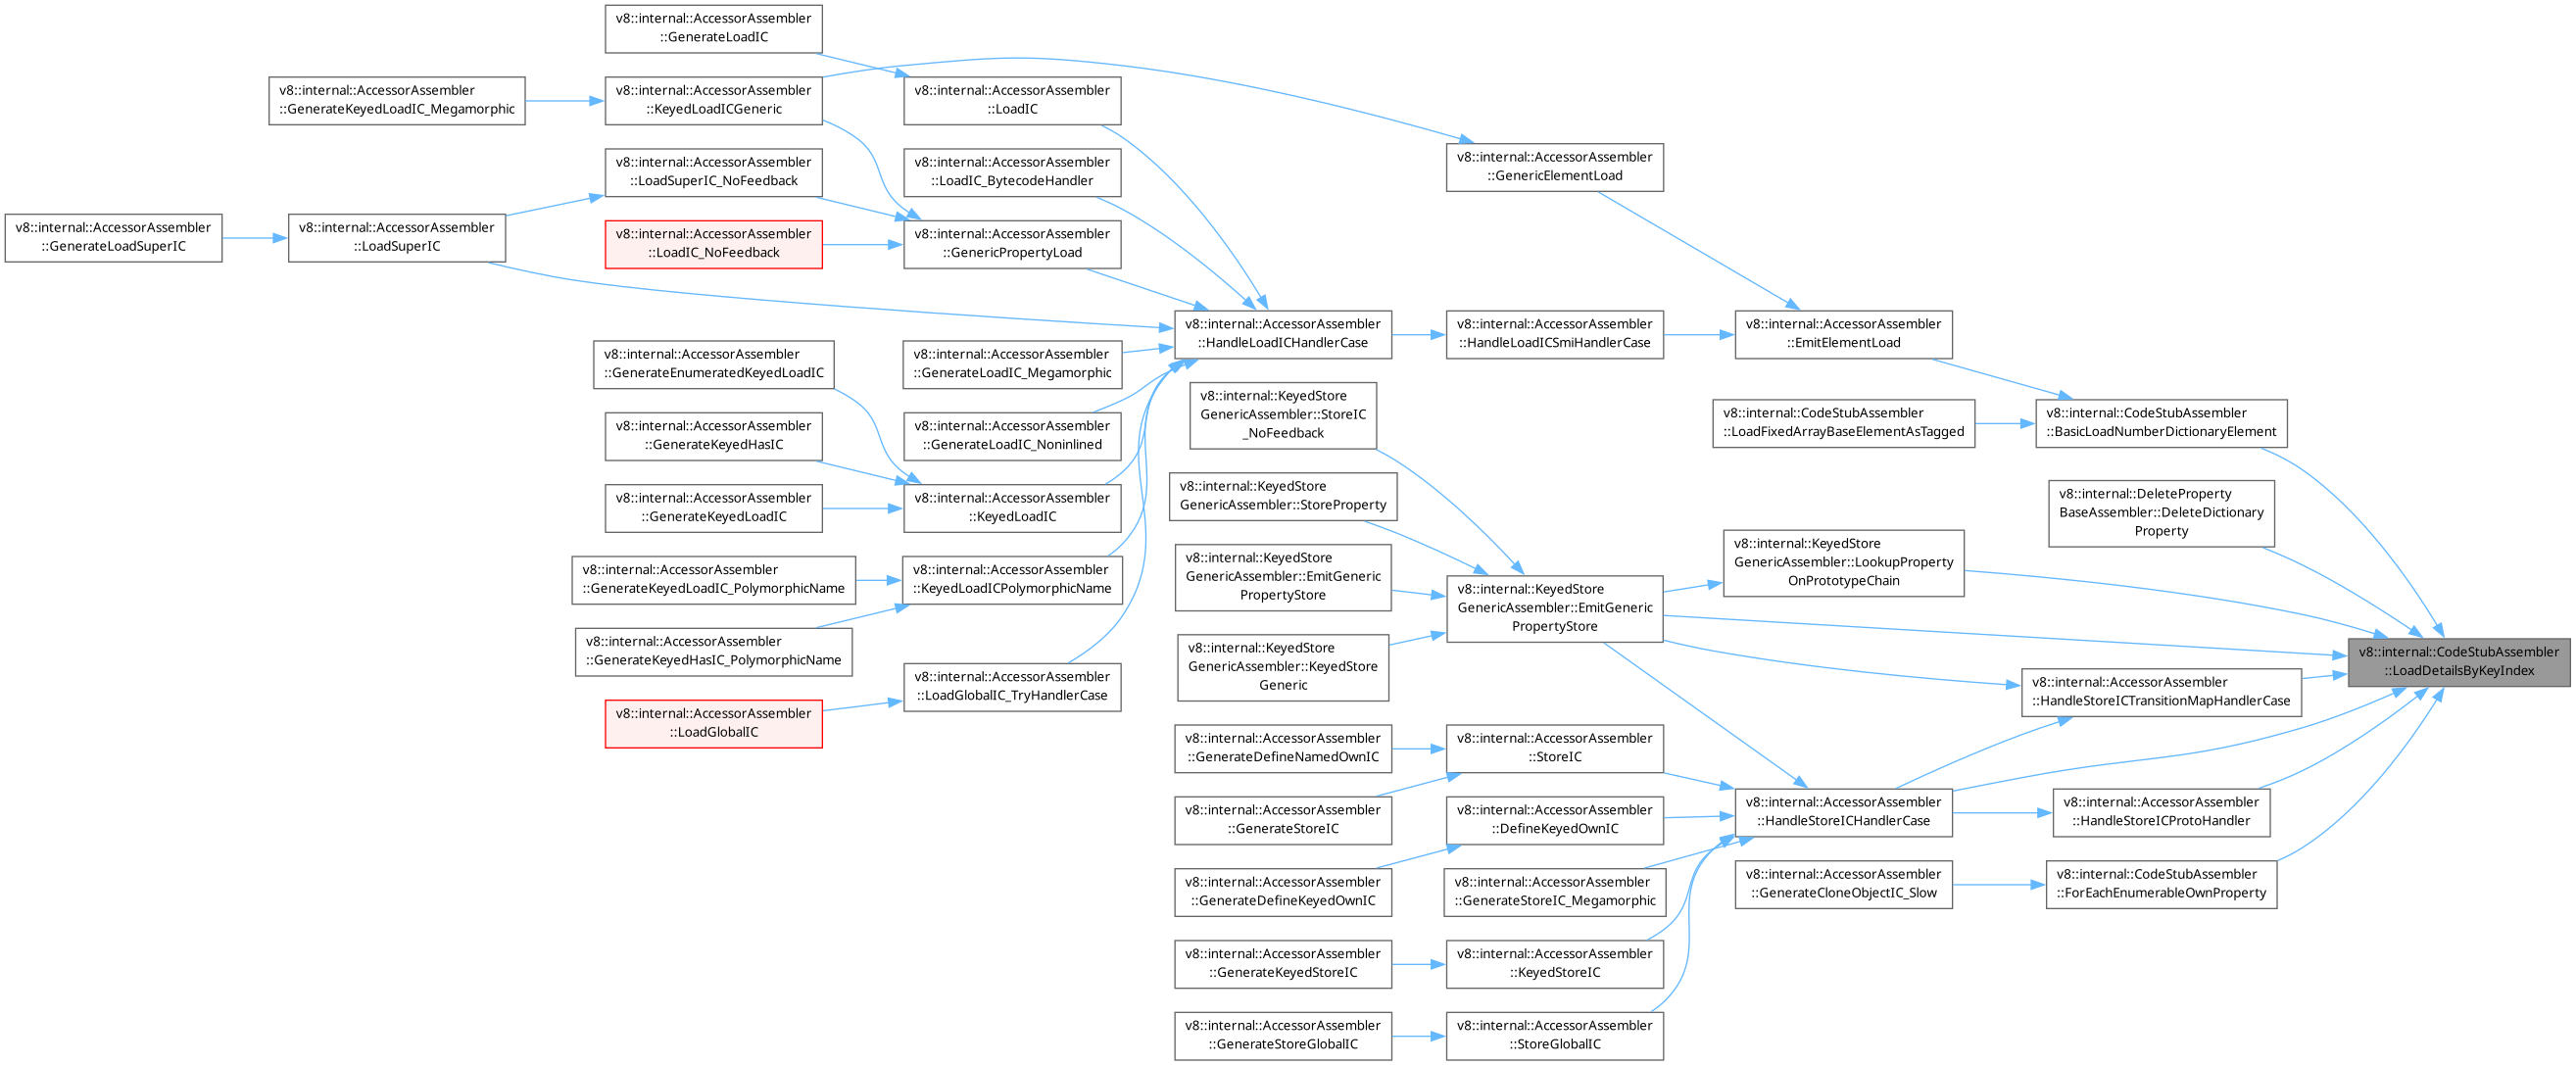 v8::internal::AccessorAssembler
::GenerateLoadIC
v8::internal::AccessorAssembler
::GenerateKeyedLoadIC_Megamorphic
v8::internal::AccessorAssembler
::KeyedLoadICGeneric
v8::internal::AccessorAssembler
::LoadIC
v8::internal::AccessorAssembler
::LoadSuperIC_NoFeedback
v8::internal::AccessorAssembler
::LoadIC_BytecodeHandler
v8::internal::AccessorAssembler
::GenericElementLoad
v8::internal::AccessorAssembler
::GenerateLoadSuperIC
v8::internal::AccessorAssembler
::LoadSuperIC
v8::internal::AccessorAssembler
::LoadIC_NoFeedback
v8::internal::AccessorAssembler
::GenericPropertyLoad
v8::internal::AccessorAssembler
::HandleLoadICHandlerCase
v8::internal::AccessorAssembler
::HandleLoadICSmiHandlerCase
v8::internal::AccessorAssembler
::EmitElementLoad
v8::internal::AccessorAssembler
::GenerateEnumeratedKeyedLoadIC
v8::internal::AccessorAssembler
::GenerateLoadIC_Megamorphic
v8::internal::KeyedStore
GenericAssembler::StoreIC
_NoFeedback
v8::internal::CodeStubAssembler
::LoadFixedArrayBaseElementAsTagged
v8::internal::CodeStubAssembler
::BasicLoadNumberDictionaryElement
v8::internal::AccessorAssembler
::GenerateKeyedHasIC
v8::internal::AccessorAssembler
::GenerateLoadIC_Noninlined
v8::internal::KeyedStore
GenericAssembler::StoreProperty
v8::internal::DeleteProperty
BaseAssembler::DeleteDictionary
Property
v8::internal::AccessorAssembler
::GenerateKeyedLoadIC
v8::internal::AccessorAssembler
::KeyedLoadIC
v8::internal::KeyedStore
GenericAssembler::LookupProperty
OnPrototypeChain
v8::internal::AccessorAssembler
::GenerateKeyedLoadIC_PolymorphicName
v8::internal::AccessorAssembler
::KeyedLoadICPolymorphicName
v8::internal::KeyedStore
GenericAssembler::EmitGeneric
PropertyStore
v8::internal::KeyedStore
GenericAssembler::EmitGeneric
PropertyStore
v8::internal::AccessorAssembler
::GenerateKeyedHasIC_PolymorphicName
v8::internal::KeyedStore
GenericAssembler::KeyedStore
Generic
v8::internal::CodeStubAssembler
::LoadDetailsByKeyIndex
v8::internal::AccessorAssembler
::LoadGlobalIC_TryHandlerCase
v8::internal::AccessorAssembler
::HandleStoreICTransitionMapHandlerCase
v8::internal::AccessorAssembler
::LoadGlobalIC
v8::internal::AccessorAssembler
::GenerateDefineNamedOwnIC
v8::internal::AccessorAssembler
::StoreIC
v8::internal::AccessorAssembler
::GenerateStoreIC
v8::internal::AccessorAssembler
::DefineKeyedOwnIC
v8::internal::AccessorAssembler
::HandleStoreICHandlerCase
v8::internal::AccessorAssembler
::HandleStoreICProtoHandler
v8::internal::AccessorAssembler
::GenerateDefineKeyedOwnIC
v8::internal::AccessorAssembler
::GenerateStoreIC_Megamorphic
v8::internal::AccessorAssembler
::GenerateCloneObjectIC_Slow
v8::internal::CodeStubAssembler
::ForEachEnumerableOwnProperty
v8::internal::AccessorAssembler
::GenerateKeyedStoreIC
v8::internal::AccessorAssembler
::KeyedStoreIC
v8::internal::AccessorAssembler
::GenerateStoreGlobalIC
v8::internal::AccessorAssembler
::StoreGlobalIC